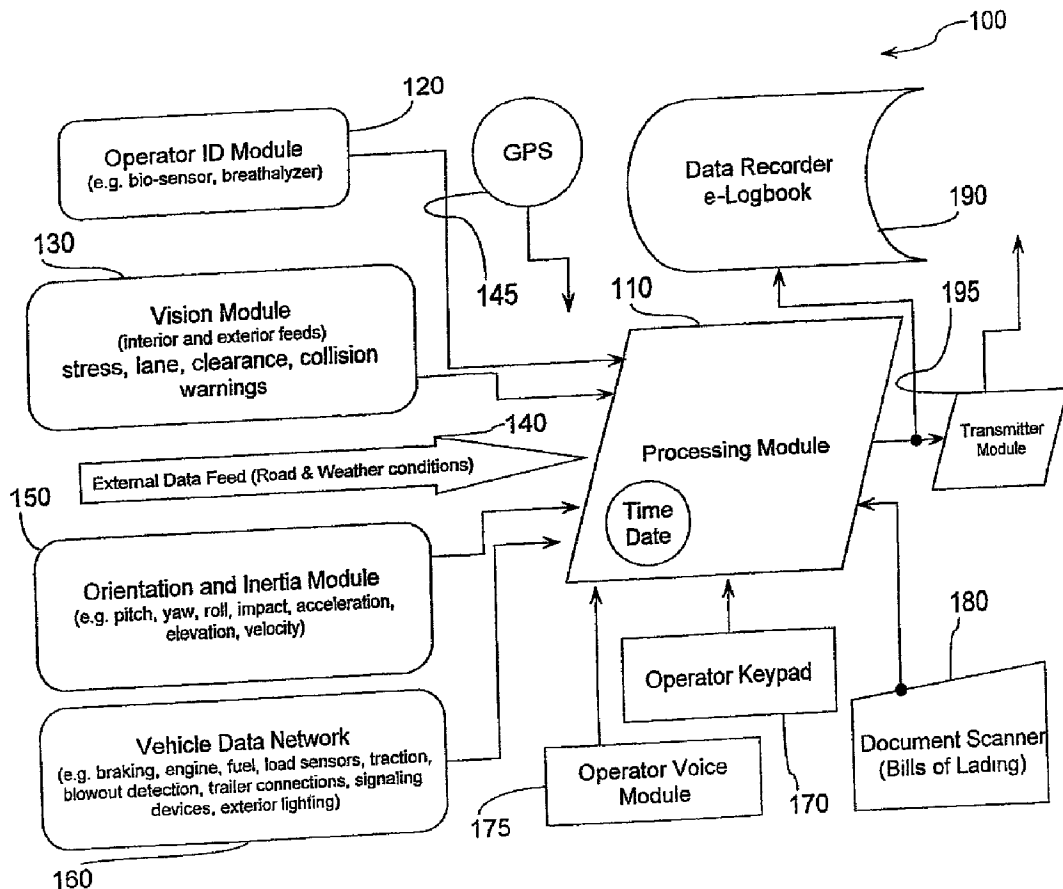 100
120
Operator ID Module
(e.g. bio-sensor, breathalyzer)
GPS
Data Recorder
e-Logbook
190
130
Vision Module
(interior and exterior feeds)
stress, lane, clearance, collision
warnings
145
110
195
140
External Data Feed (Road & Weather conditions)
Processing Module
Transmitter
Module
150
Time
Date
Orientation and Inertia Module
(e.g. pitch, yaw, roll, impact, acceleration,
elevation, velocity)
180
Operator Keypad
Vehicle Data Network
(e.g. braking, engine, fuel, load sensors, traction,
blowout detection, trailer connections, signaling
devices, exterior lighting)
Operator Voice
Module
Document Scanner
(Bills of Lading)
175
170
160